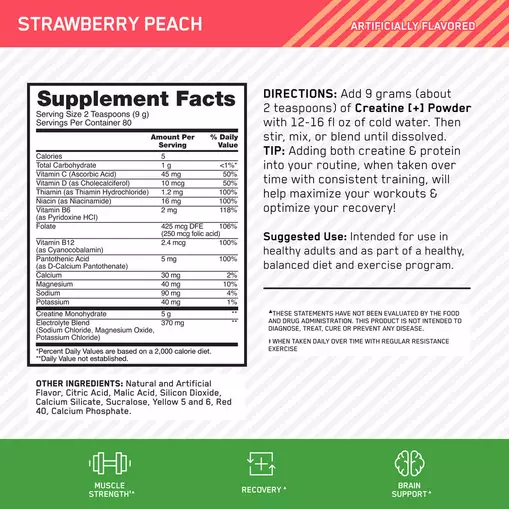 STRAWBERRY PEACH
ARTIFICIALLY FLAVORED
Supplement Facts
Serving Size 2 Teaspoons (9 g)
Servings Per Container 80
Amount Per Serving % Daily Value
Calories 5
Total Carbohydrate 1 g <1%*
Vitamin C (Ascorbic Acid) 45 mg 50%
Vitamin D (as Cholecalciferol) 10 mcg 50%
Thiamin (as Thiamin Hydrochloride) 1.2 mg 100%
Niacin (as Niacinamide) 16 mg 100%
Vitamin B6 2 mg 118%
(as Pyridoxine HCl)
Folate 425 mcg DFE 106%
(250 mcg folic acid)
Vitamin B12 2.4 mcg 100%
(as Cyanocobalamin)
Pantothenic Acid 5 mg 100%
(as D-Calcium Pantothenate)
Calcium 30 mg 2%
Magnesium 40 mg 10%
Sodium 90 mg 4%
Potassium 40 mg 1%
Creatine Monohydrate 5 g **
Electrolyte Blend 370 mg **
(Sodium Chloride, Magnesium Oxide,
Potassium Chloride)
*Percent Daily Values are based on a 2,000 calorie diet.
**Daily Value not established.
OTHER INGREDIENTS: Natural and Artificial
Flavor, Citric Acid, Malic Acid, Silicon Dioxide,
Calcium Silicate, Sucralose, Yellow 5 and 6, Red
40, Calcium Phosphate.
DIRECTIONS: Add 9 grams (about
2 teaspoons) of Creatine [+] Powder
with 12-16 fl oz of cold water. Then
stir, mix, or blend until dissolved.
TIP: Adding both creatine & protein
into your routine, when taken over
time with consistent training, will
help maximize your workouts &
optimize your recovery!
Suggested Use: Intended for use in
healthy adults and as part of a healthy,
balanced diet and exercise program.
▲THESE STATEMENTS HAVE NOT BEEN EVALUATED BY THE FOOD
AND DRUG ADMINISTRATION. THIS PRODUCT IS NOT INTENDED TO
DIAGNOSE, TREAT, CURE OR PREVENT ANY DISEASE.
ǂ WHEN TAKEN DAILY OVER TIME WITH REGULAR RESISTANCE
EXERCISE
MUSCLE
STRENGTHǂ▲
RECOVERY ▲
BRAIN
SUPPORT▲